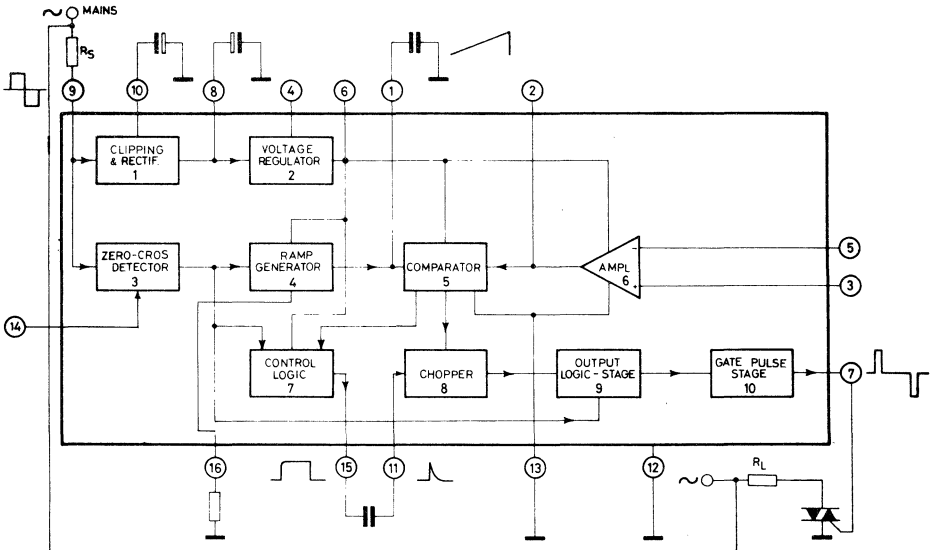 ~ MAINS
RS
9
10
8
4
6
1
2
CLIPPING
& RECTIF.
1
VOLTAGE
REGULATOR
2
ZERO-CROS
DETECTOR
3
RAMP
GENERATOR
4
COMPARATOR
5
AMPL
6
-
+
5
3
14
CONTROL
LOGIC
7
CHOPPER
8
OUTPUT
LOGIC-STAGE
9
GATE PULSE
STAGE
10
7
16
15
11
13
12
~
RL